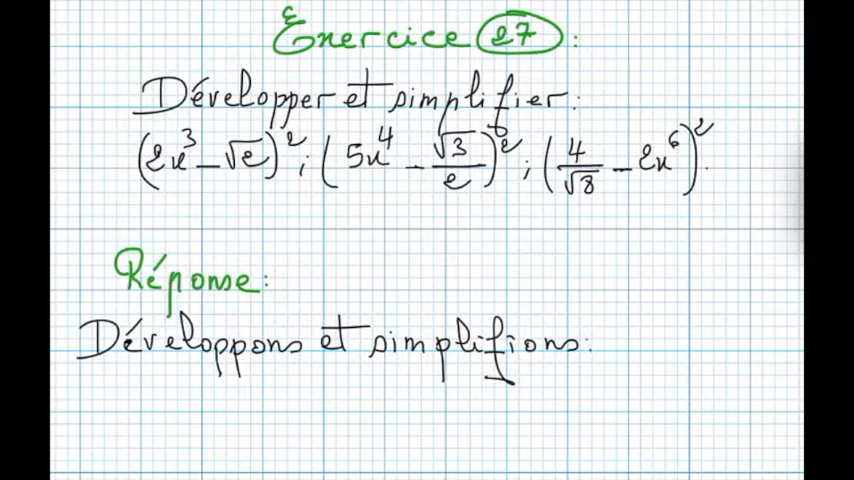 Exercice 27 :
Développer et simplifier :
(2x³ - √2)² ; (5x⁴ - √3/2)² ; (4/√8 - 2x⁶)².
Réponse :
Développons et simplifions :